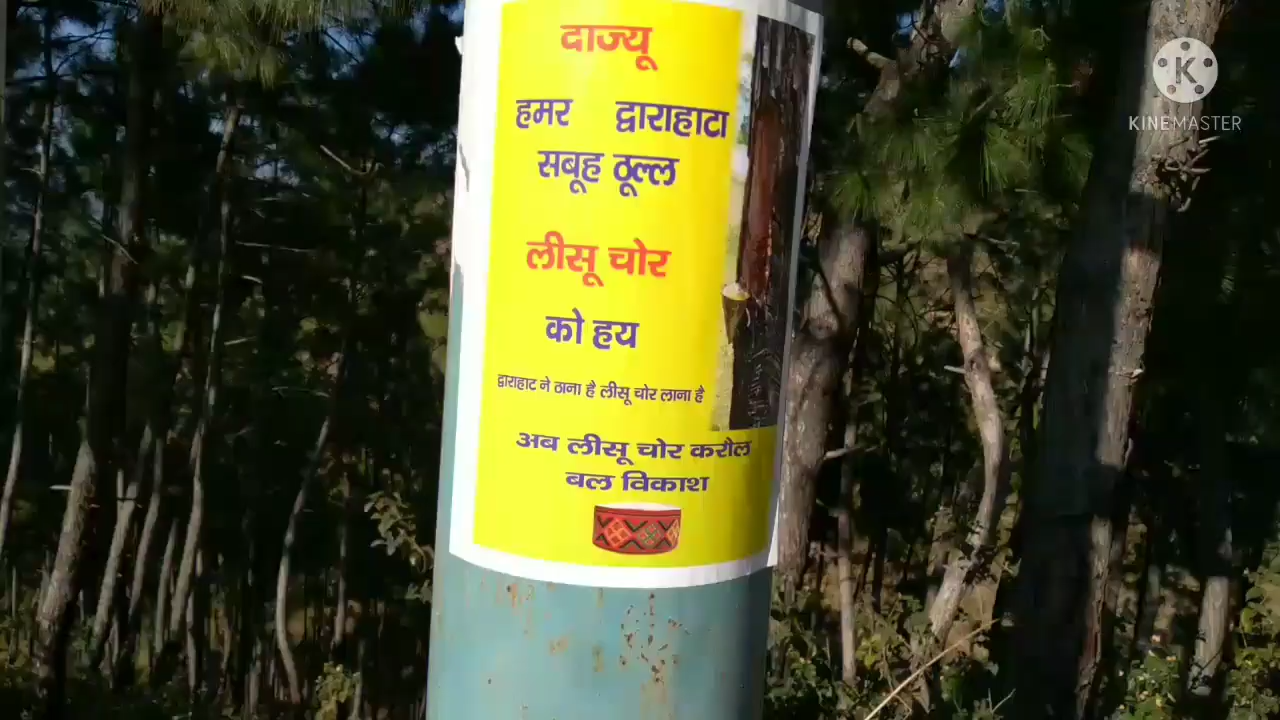 दाज्यू
हमर द्वाराहाटा
सबूह ठूल्ल
लीसू चोर
को हय
द्वाराहाट ने ठाना है लीसू चोर लाना है
अब लीसू चोर करौल
बल विकाश
K
KINEMASTER